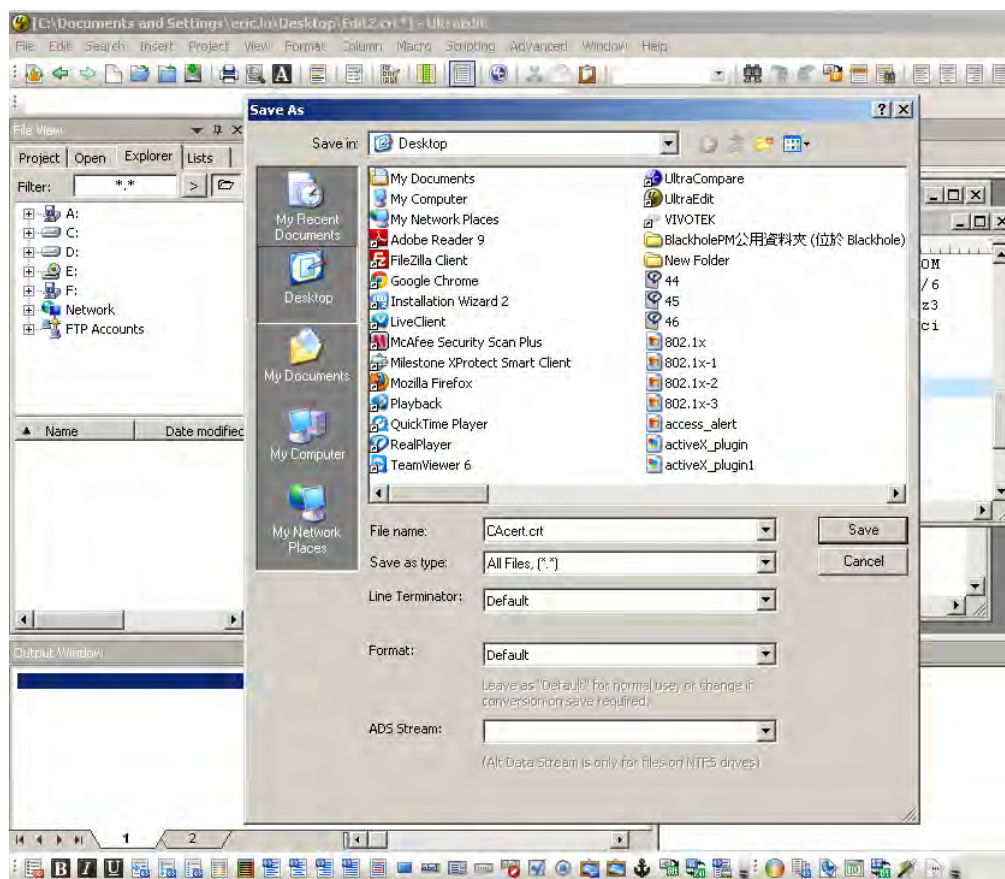 [C:\Documents and Settings\eric.lo\Desktop\Edit2.crt*] - UltraEdit
File Edit Search Insert Project View Format Column Macro Scripting Advanced Window Help
File View
Project Open Explorer Lists
Filter: *.* >
A:
C:
D:
E:
F:
Network
FTP Accounts
Name Date modified
Output Window
1 2
Save As
Save in: Desktop
My Recent Documents
Desktop
My Documents
My Computer
My Network Places
My Documents
My Computer
My Network Places
Adobe Reader 9
FileZilla Client
Google Chrome
Installation Wizard 2
LiveClient
McAfee Security Scan Plus
Milestone XProtect Smart Client
Mozilla Firefox
Playback
QuickTime Player
RealPlayer
TeamViewer 6
UltraCompare
UltraEdit
VIVOTEK
BlackholePM公用資料夾 (位於 Blackhole)
New Folder
44
45
46
802.1x
802.1x-1
802.1x-2
802.1x-3
access_alert
activeX_plugin
activeX_plugin1
File name: CAcert.crt Save
Save as type: All Files, (*.*) Cancel
Line Terminator: Default
Format: Default
Leave as "Default" for normal use, or change if
conversion on save required.
ADS Stream:
(Alt Data Stream is only for files on NTFS drives)
OM
/6
z3
ci
B I U